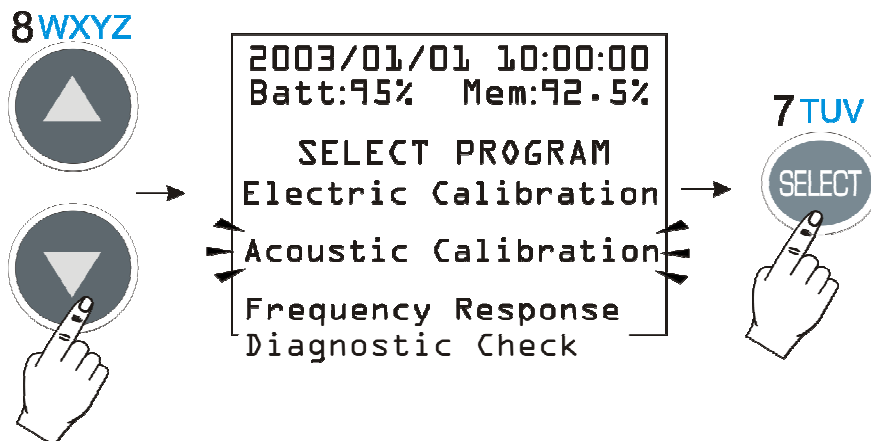 8 WXYZ
2003/01/01 10:00:00
Batt:95% Mem:92.5%
SELECT PROGRAM
Electric Calibration
Acoustic Calibration
Frequency Response
Diagnostic Check
7 TUV
SELECT